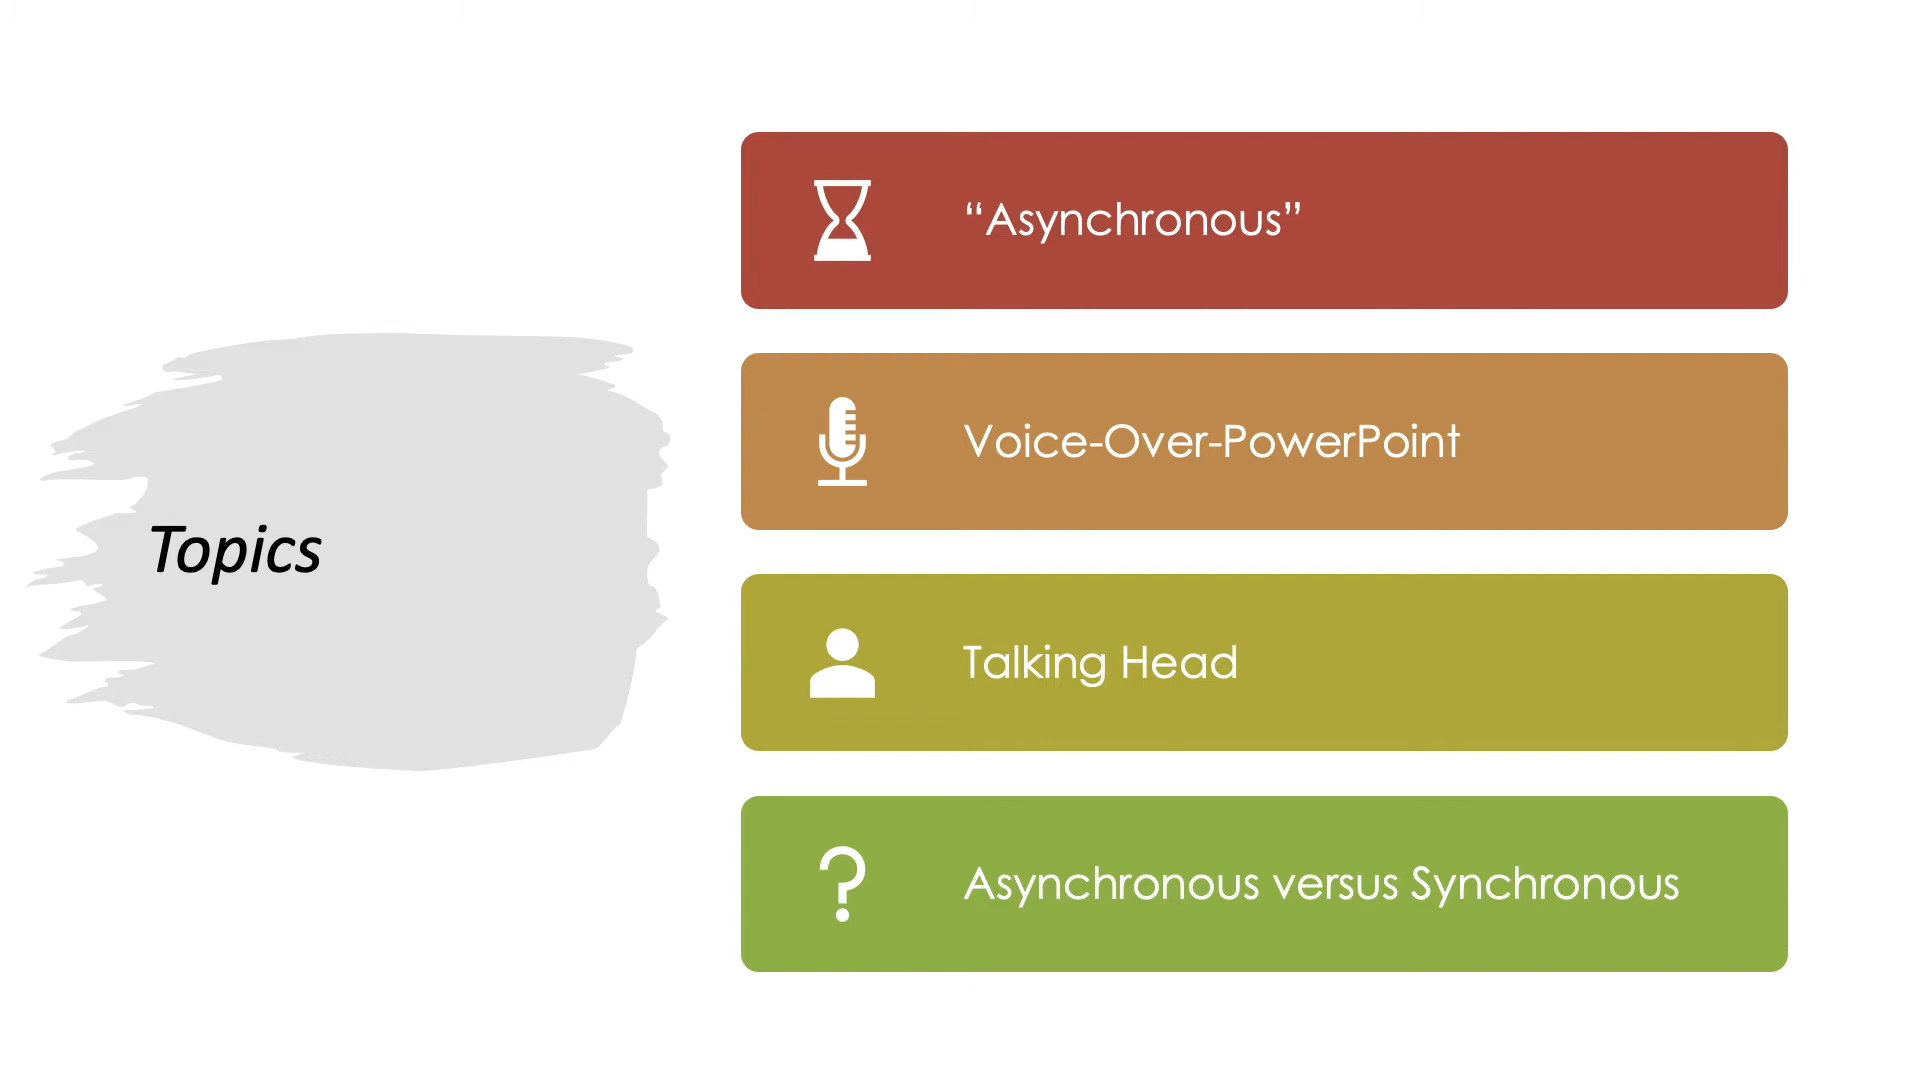 Topics
“Asynchronous”
Voice-Over-PowerPoint
Talking Head
Asynchronous versus Synchronous